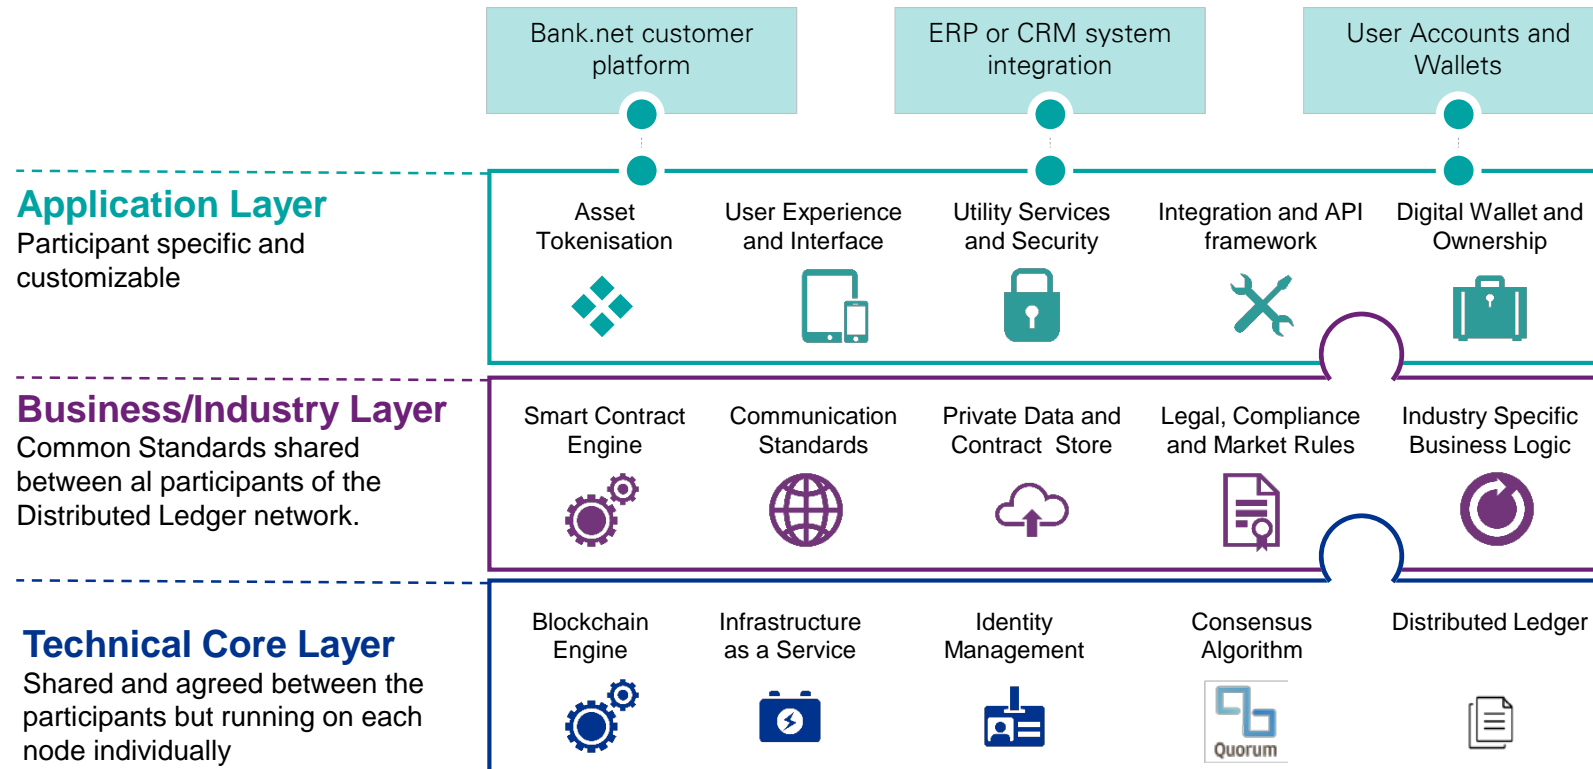 Bank.net customer
platform
ERP or CRM system
integration
User Accounts and
Wallets
Application Layer
Participant specific and
customizable
Asset
Tokenisation
User Experience
and Interface
Utility Services
and Security
Integration and API
framework
Digital Wallet and
Ownership
Business/Industry Layer
Common Standards shared
between al participants of the
Distributed Ledger network.
Smart Contract
Engine
Communication
Standards
Private Data and
Contract Store
Legal, Compliance
and Market Rules
Industry Specific
Business Logic
Technical Core Layer
Shared and agreed between the
participants but running on each
node individually
Blockchain
Engine
Infrastructure
as a Service
Identity
Management
Consensus
Algorithm
Quorum
Distributed Ledger